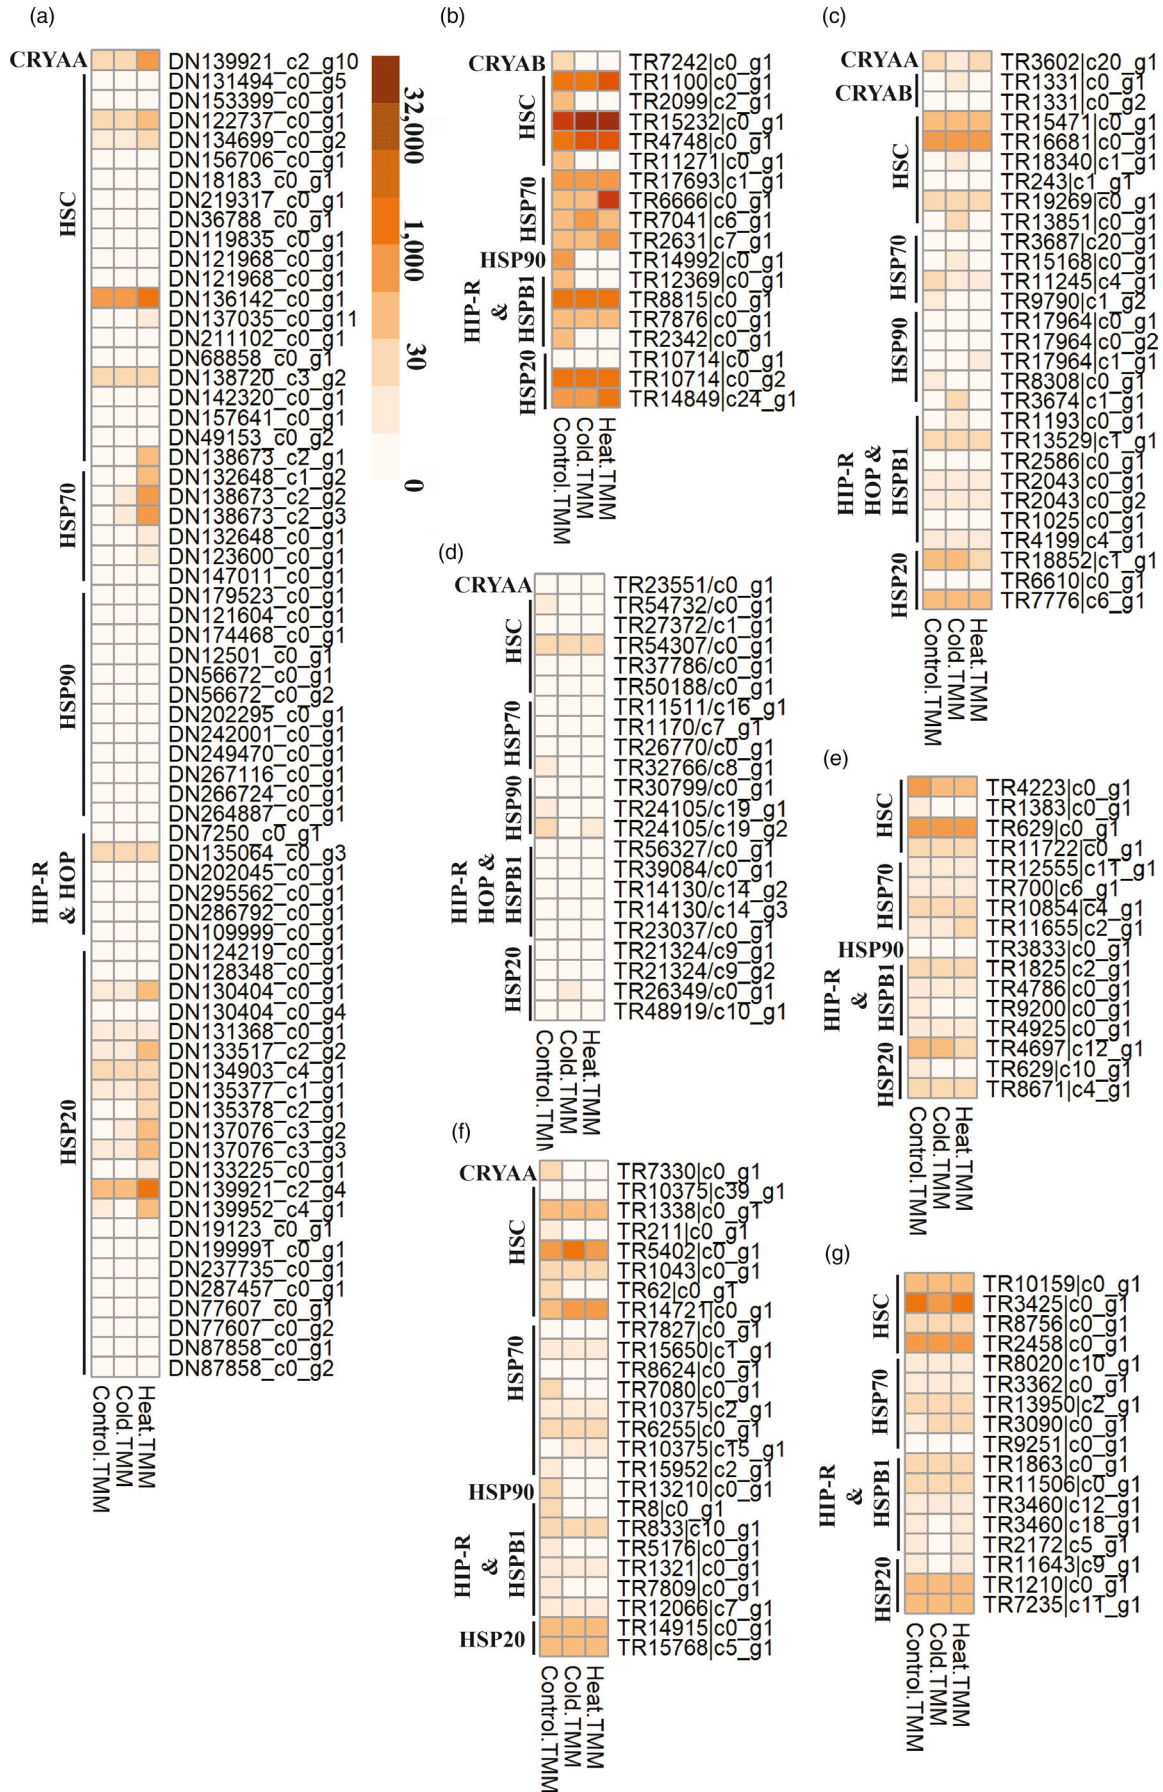 (a)
CRYAA
HSC
HSP70
HSP90
HIP-R
& HOP
HSP20
DN139921_c2_g10
DN131494_c0_g5
DN153399_c0_g1
DN122737_c0_g1
DN134699_c0_g2
DN156706_c0_g1
DN18183_c0_g1
DN219317_c0_g1
DN36788_c0_g1
DN119835_c0_g1
DN121968_c0_g1
DN121968_c0_g1
DN136142_c0_g1
DN137035_c0_g11
DN211102_c0_g1
DN68858_c0_g1
DN138720_c3_g2
DN142320_c0_g1
DN157641_c0_g1
DN49153_c0_g2
DN138673_c2_g1
DN132648_c1_g2
DN138673_c2_g2
DN138673_c2_g3
DN132648_c0_g1
DN123600_c0_g1
DN147011_c0_g1
DN179523_c0_g1
DN121604_c0_g1
DN174468_c0_g1
DN12501_c0_g1
DN56672_c0_g1
DN56672_c0_g2
DN202295_c0_g1
DN242001_c0_g1
DN249470_c0_g1
DN267116_c0_g1
DN266724_c0_g1
DN264887_c0_g1
DN7250_c0_g1
DN135064_c0_g3
DN202045_c0_g1
DN295562_c0_g1
DN286792_c0_g1
DN109999_c0_g1
DN124219_c0_g1
DN128348_c0_g1
DN130404_c0_g1
DN130404_c0_g4
DN131368_c0_g1
DN133517_c2_g2
DN134903_c4_g1
DN135377_c1_g1
DN135378_c2_g1
DN137076_c3_g2
DN137076_c3_g3
DN133225_c0_g1
DN139921_c2_g4
DN139952_c4_g1
DN19123_c0_g1
DN199991_c0_g1
DN237735_c0_g1
DN287457_c0_g1
DN77607_c0_g1
DN77607_c0_g2
DN87858_c0_g1
DN87858_c0_g2
Control.TMM
Cold.TMM
Heat.TMM
32,000
1,000
30
0
(b)
CRYAB
HSC
HSP70
HSP90
HIP-R
&
HSPB1
HSP20
TR7242|c0_g1
TR1100|c0_g1
TR2099|c2_g1
TR15232|c0_g1
TR4748|c0_g1
TR11271|c0_g1
TR17693|c1_g1
TR6666|c0_g1
TR7041|c6_g1
TR2631|c7_g1
TR14992|c0_g1
TR12369|c0_g1
TR8815|c0_g1
TR7876|c0_g1
TR2342|c0_g1
TR10714|c0_g1
TR10714|c0_g2
TR14849|c24_g1
Control.TMM
Cold.TMM
Heat.TMM
(c)
CRYAA
CRYAB
HSC
HSP70
HSP90
HIP-R
HOP &
HSPB1
HSP20
TR3602|c20_g1
TR1331|c0_g1
TR1331|c0_g2
TR15471|c0_g1
TR16681|c0_g1
TR18340|c1_g1
TR243|c1_g1
TR19269|c0_g1
TR13851|c0_g1
TR3687|c20_g1
TR15168|c0_g1
TR11245|c4_g1
TR9790|c1_g2
TR17964|c0_g1
TR17964|c0_g2
TR17964|c1_g1
TR8308|c0_g1
TR3674|c1_g1
TR1193|c0_g1
TR13529|c1_g1
TR2586|c0_g1
TR2043|c0_g1
TR2043|c0_g2
TR1025|c0_g1
TR4199|c4_g1
TR18852|c1_g1
TR6610|c0_g1
TR7776|c6_g1
Control.TMM
Cold.TMM
Heat.TMM
(d)
CRYAA
HSC
HSP70
HSP90
HIP-R
HOP &
HSPB1
HSP20
TR23551/c0_g1
TR54732/c0_g1
TR27372/c1_g1
TR54307/c0_g1
TR37786/c0_g1
TR50188/c0_g1
TR11511/c16_g1
TR1170/c7_g1
TR26770/c0_g1
TR32766/c8_g1
TR30799/c0_g1
TR24105/c19_g1
TR24105/c19_g2
TR56327/c0_g1
TR39084/c0_g1
TR14130/c14_g2
TR14130/c14_g3
TR23037/c0_g1
TR21324/c9_g1
TR21324/c9_g2
TR26349/c0_g1
TR48919/c10_g1
Control.TMM
Cold.TMM
Heat.TMM
(e)
HSC
HSP70
HSP90
HIP-R
&
HSPB1
HSP20
TR4223|c0_g1
TR1383|c0_g1
TR629|c0_g1
TR11722|c0_g1
TR12555|c11_g1
TR700|c6_g1
TR10854|c4_g1
TR11655|c2_g1
TR3833|c0_g1
TR1825|c2_g1
TR4786|c0_g1
TR9200|c0_g1
TR4925|c0_g1
TR4697|c12_g1
TR629|c10_g1
TR8671|c4_g1
Control.TMM
Cold.TMM
Heat.TMM
(f)
CRYAA
HSC
HSP70
HSP90
HIP-R
&
HSPB1
HSP20
TR7330|c0_g1
TR10375|c39_g1
TR1338|c0_g1
TR211|c0_g1
TR5402|c0_g1
TR1043|c0_g1
TR62|c0_g1
TR14721|c0_g1
TR7827|c0_g1
TR15650|c1_g1
TR8624|c0_g1
TR7080|c0_g1
TR10375|c2_g1
TR6255|c0_g1
TR10375|c15_g1
TR15952|c2_g1
TR13210|c0_g1
TR8|c0_g1
TR833|c10_g1
TR5176|c0_g1
TR1321|c0_g1
TR7809|c0_g1
TR12066|c7_g1
TR14915|c0_g1
TR15768|c5_g1
Control.TMM
Cold.TMM
Heat.TMM
(g)
HSC
HSP70
HIP-R
&
HSPB1
HSP20
TR10159|c0_g1
TR3425|c0_g1
TR8756|c0_g1
TR2458|c0_g1
TR8020|c10_g1
TR3362|c0_g1
TR13950|c2_g1
TR3090|c0_g1
TR9251|c0_g1
TR1863|c0_g1
TR11506|c0_g1
TR3460|c12_g1
TR3460|c18_g1
TR2172|c5_g1
TR11643|c9_g1
TR1210|c0_g1
TR7235|c11_g1
Control.TMM
Cold.TMM
Heat.TMM